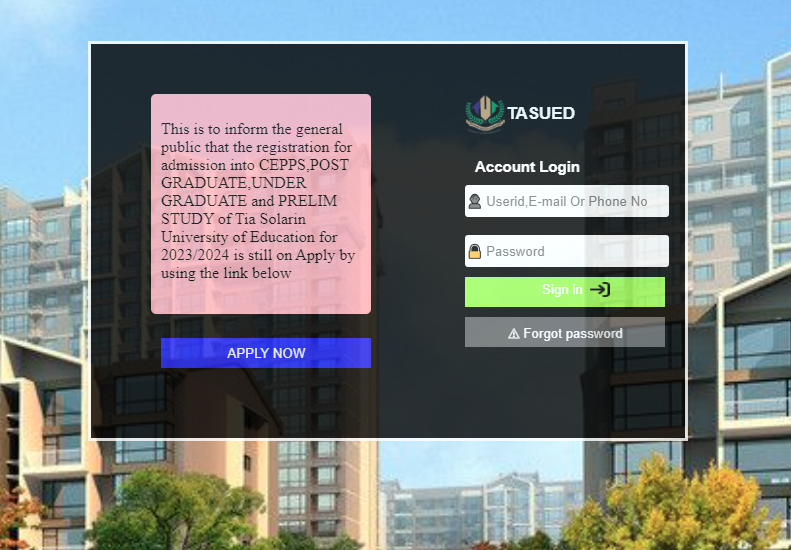 This is to inform the general
public that the registration for
admission into CEPPS,POST
GRADUATE,UNDER
GRADUATE and PRELIM
STUDY of Tia Solarin
University of Education for
2023/2024 is still on Apply by
using the link below
APPLY NOW
TASUED
Account Login
Userid,E-mail Or Phone No
Password
Sign in
Forgot password